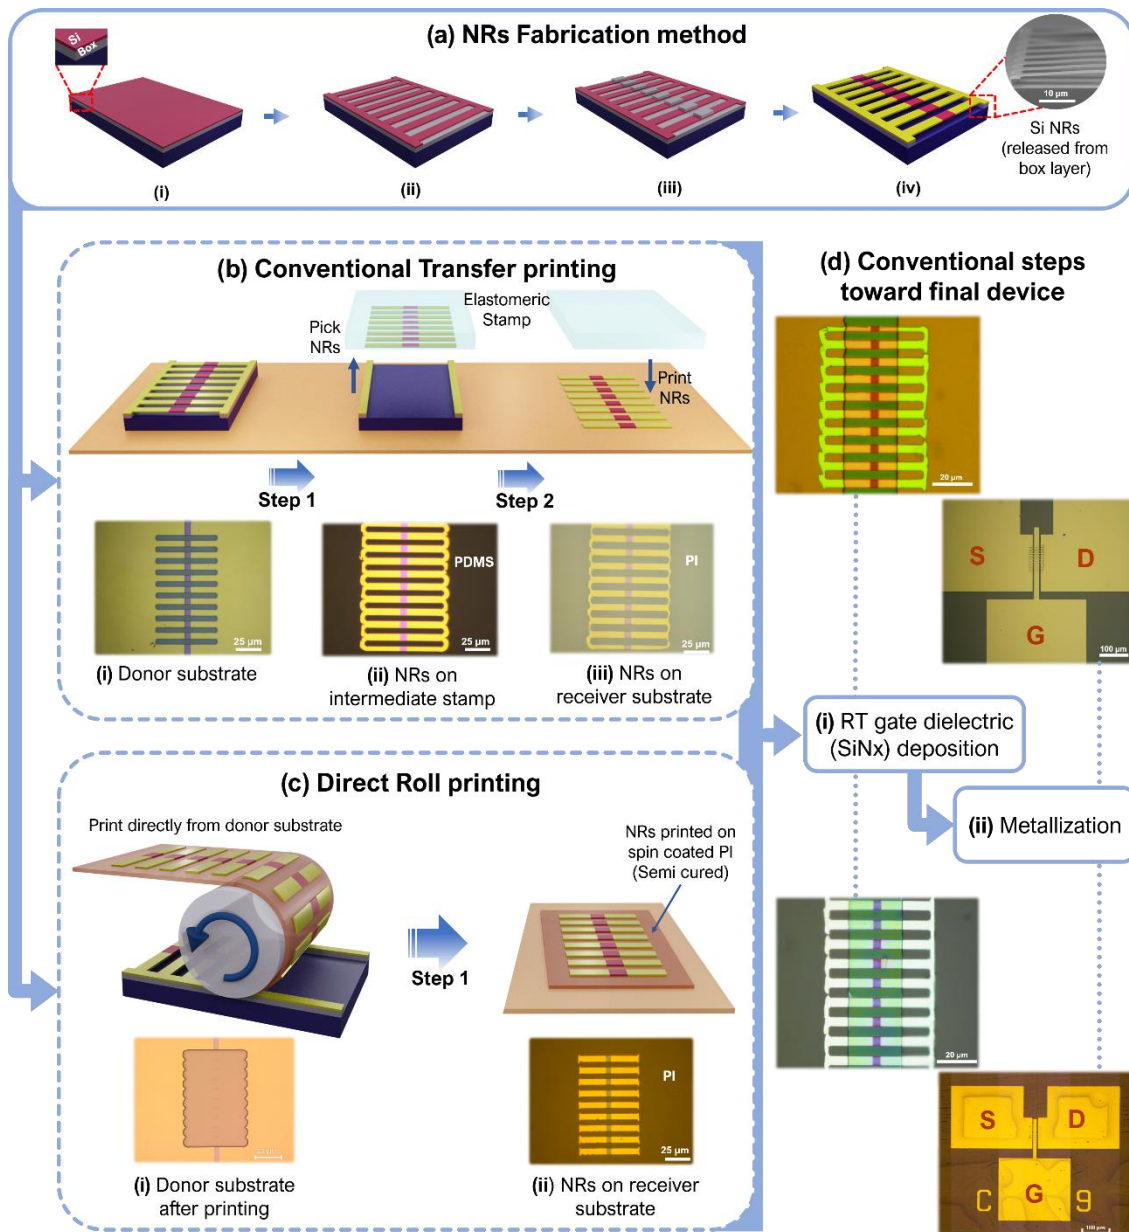 (a) NRs Fabrication method
Si
Box
10 µm
Si NRs
(released from
box layer)
(i)
(ii)
(iii)
(iv)
(b) Conventional Transfer printing
Elastomeric
Stamp
Pick
NRs
Print
NRs
Step 1
Step 2
25 µm
PDMS
25 µm
PI
25 µm
(i) Donor substrate
(ii) NRs on
intermediate stamp
(iii) NRs on
receiver substrate
(c) Direct Roll printing
Print directly from donor substrate
NRs printed on
spin coated PI
(Semi cured)
Step 1
PI
25 µm
(i) Donor substrate
after printing
(ii) NRs on receiver
substrate
(d) Conventional steps
toward final device
20 µm
S
D
G
100 µm
(i) RT gate dielectric
(SiNx) deposition
(ii) Metallization
20 µm
S
D
G
C
9
100 µm